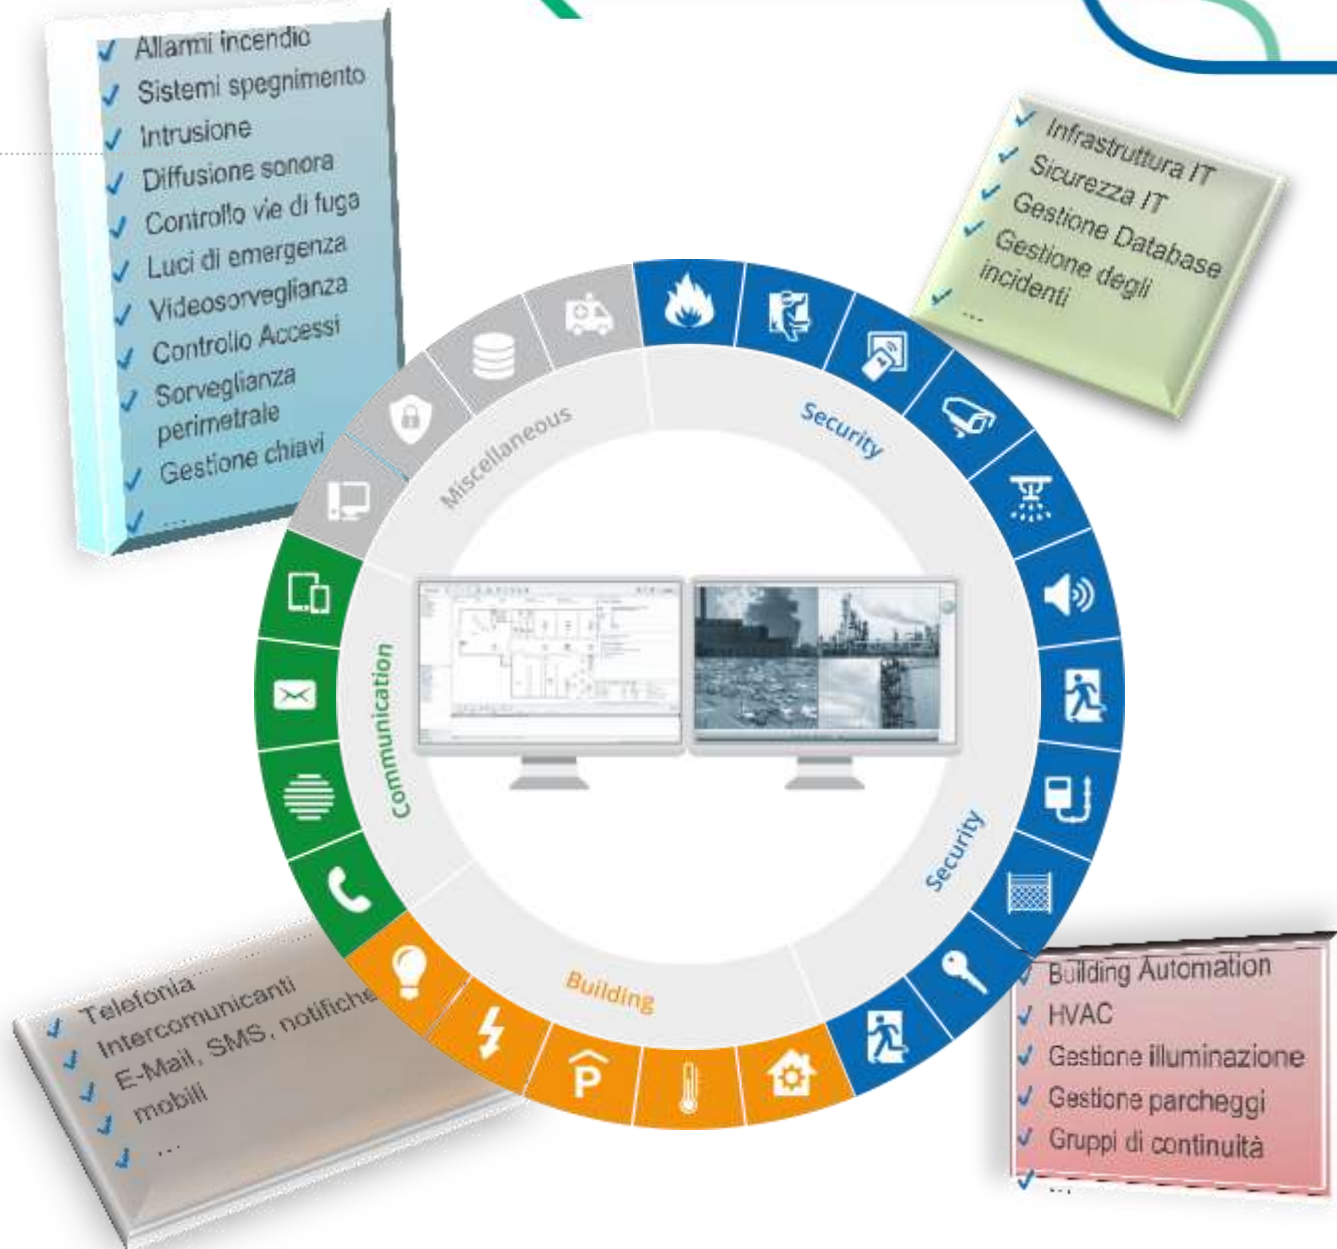 Allarmi incendio
Sistemi spegnimento
Intrusione
Diffusione sonora
Controllo vie di fuga
Luci di emergenza
Videosorveglianza
Controllo Accessi
Sorveglianza
perimetrale
Gestione chiavi
...
Infrastruttura IT
Sicurezza IT
Gestione Database
Gestione degli
incidenti
...
Miscellaneous
Security
Communication
Security
Building
P
Telefonia
Intercomunicanti
E-Mail, SMS, notifiche
mobili
...
Building Automation
HVAC
Gestione illuminazione
Gestione parcheggi
Gruppi di continuità
...